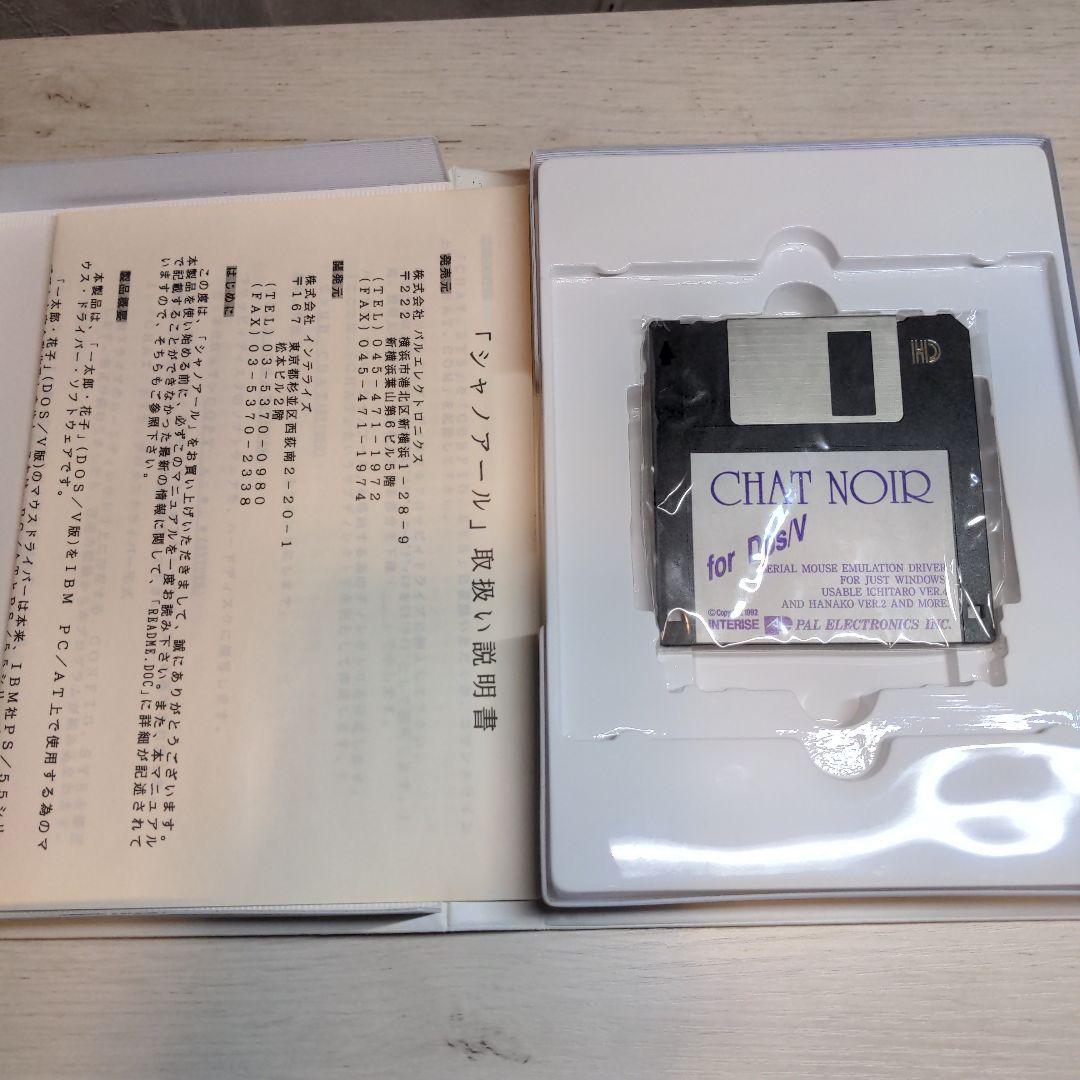 「シャノアール」取扱い説明書
発売元
株式会社 パルエレクトロニクス
〒222 横浜市港北区新横浜1-28-9
新横浜葉山第6ビル5階
(TEL)045-471-1972
(FAX)045-471-1974
開発元
株式会社 インテライズ
〒167 東京都杉並区西荻南2-20-1
松本ビル2階
(TEL)03-5370-0980
(FAX)03-5370-2338
はじめに
この度は、「シャノアール」をお買い上げいただきまして、誠にありがとうございます。
本製品を使い始める前に、必ずこのマニュアルを一度お読み下さい。また、本マニュアル
で記載することができなかった最新の情報に関して、「README.DOC」に詳細が記述されて
いますので、そちらもご参照下さい。
製品概要
本製品は、「一太郎・花子」(DOS/V版)をIBM PC/AT上で使用する為のマ
ウス・ドライバー・ソフトウェアです。
「一太郎・花子」(DOS/V版)のマウスドライバーは本来、IBM社PS/55シリ
HD
CHAT NOIR
for Dos/V
SERIAL MOUSE EMULATION DRIVER
FOR JUST WINDOWS
USABLE ICHITARO VER.4
AND HANAKO VER.2 AND MORE
© Copyright 1992
INTERISE PAL ELECTRONICS INC.